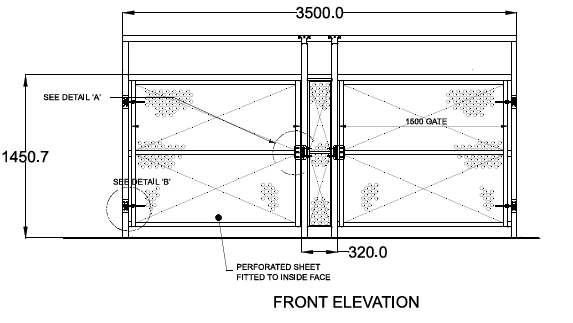 3500.0
SEE DETAIL 'A'
1500 GATE
1450.7
SEE DETAIL 'B'
320.0
PERFORATED SHEET
FITTED TO INSIDE FACE
FRONT ELEVATION